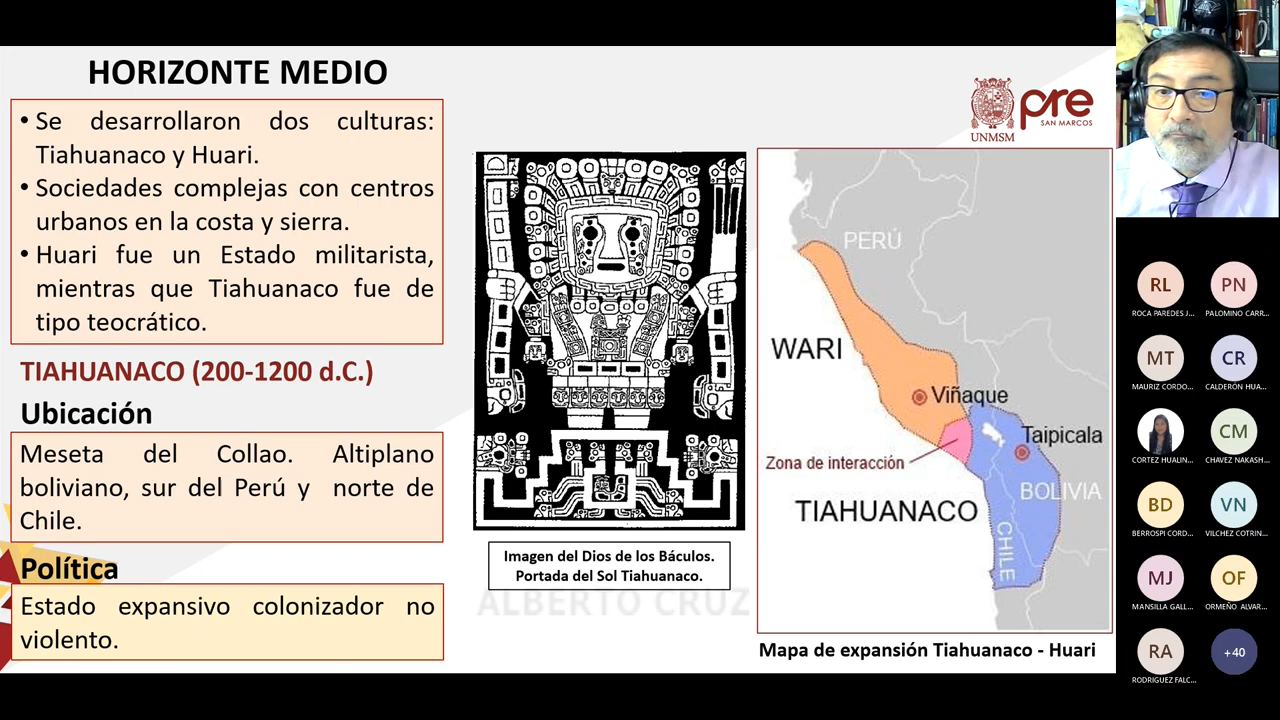 HORIZONTE MEDIO
• Se desarrollaron dos culturas:
Tiahuanaco y Huari.
• Sociedades complejas con centros
urbanos en la costa y sierra.
• Huari fue un Estado militarista,
mientras que Tiahuanaco fue de
tipo teocrático.
TIAHUANACO (200-1200 d.C.)
Ubicación
Meseta del Collao. Altiplano
boliviano, sur del Perú y norte de
Chile.
Política
Estado expansivo colonizador no
violento.
Imagen del Dios de los Báculos.
Portada del Sol Tiahuanaco.
ALBERTO CRUZ
UNMSM
pre
SAN MARCOS
PERÚ
WARI
Viñaque
Taipicala
Zona de interacción
BOLIVIA
TIAHUANACO
CHILE
Mapa de expansión Tiahuanaco - Huari
RL
PN
ROCA PAREDES J...
PALOMINO CARR...
MT
CR
MAURIZ CORDO...
CALDERÓN HUA...
CM
CORTEZ HUALIN...
CHAVEZ NAKASH...
BD
VN
BERROSPI CORD...
VILCHEZ COTRIN...
MJ
OF
MANSILLA GALL...
ORMEÑO ALVAR...
RA
+40
RODRIGUEZ FALC...